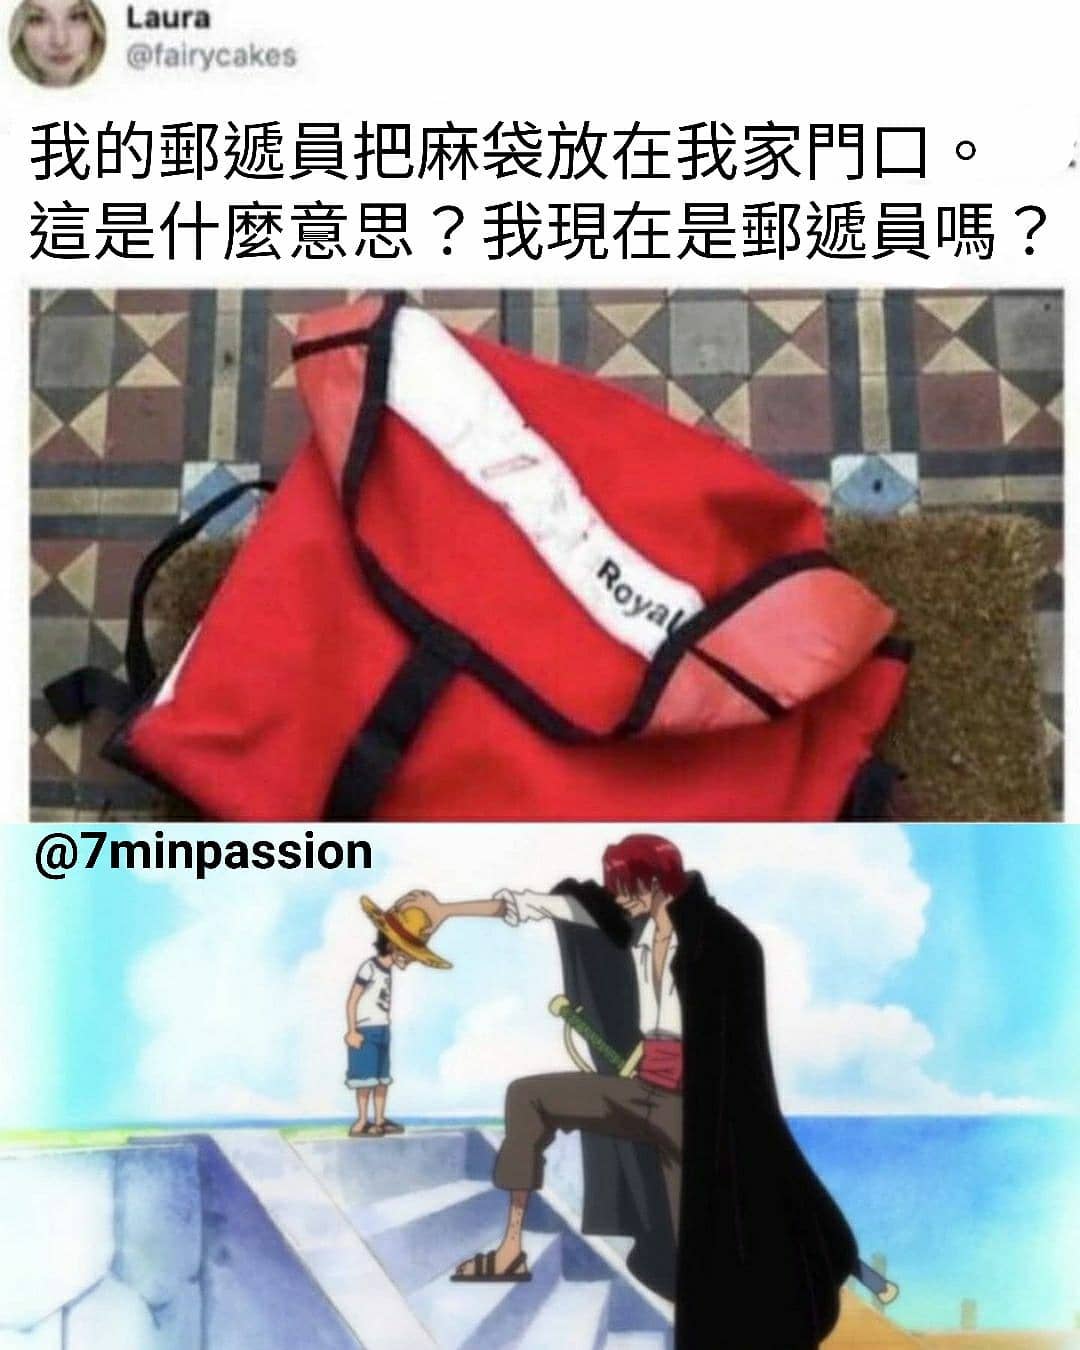 Laura
@fairycakes
我的郵遞員把麻袋放在我家門口。
這是什麼意思？我現在是郵遞員嗎？
Royal
@7minpassion